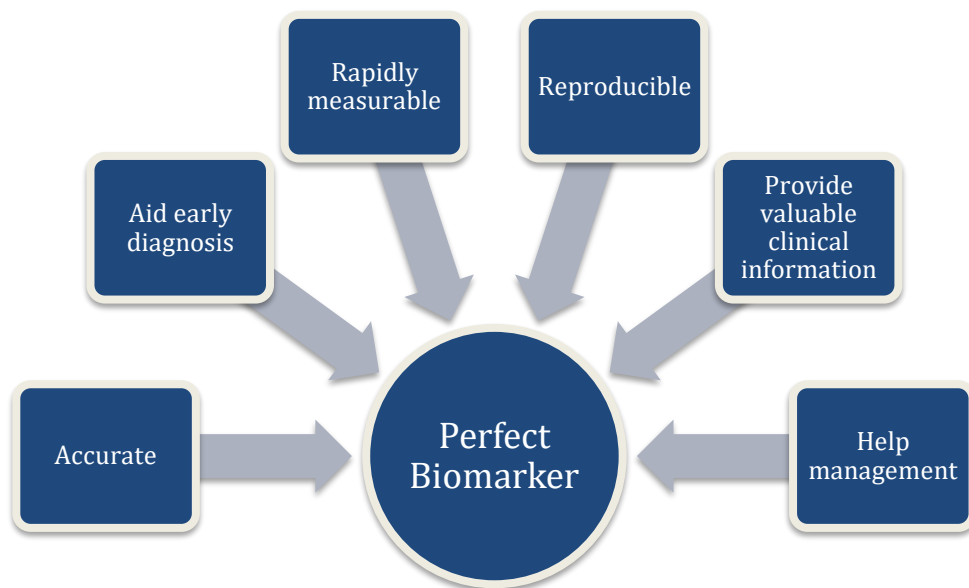 Rapidly
measurable
Reproducible
Aid early
diagnosis
Provide
valuable
clinical
information
Accurate
Perfect
Biomarker
Help
management